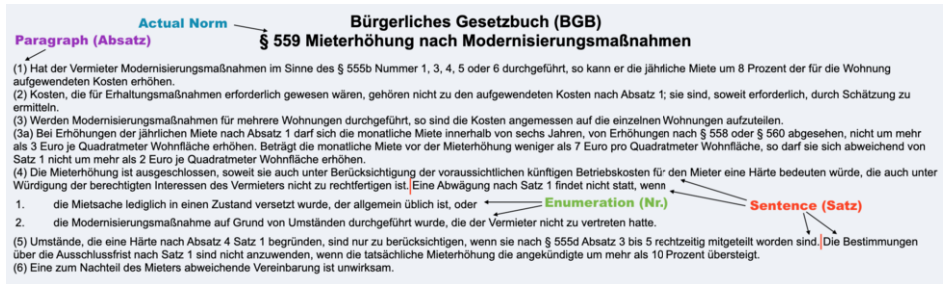 Bürgerliches Gesetzbuch (BGB)
Actual Norm
Paragraph (Absatz)
§ 559 Mieterhöhung nach Modernisierungsmaßnahmen
(1) Hat der Vermieter Modernisierungsmaßnahmen im Sinne des § 555b Nummer 1, 3, 4, 5 oder 6 durchgeführt, so kann er die jährliche Miete um 8 Prozent der für die Wohnung
aufgewendeten Kosten erhöhen.
(2) Kosten, die für Erhaltungsmaßnahmen erforderlich gewesen wären, gehören nicht zu den aufgewendeten Kosten nach Absatz 1; sie sind, soweit erforderlich, durch Schätzung zu
ermitteln.
(3) Werden Modernisierungsmaßnahmen für mehrere Wohnungen durchgeführt, so sind die Kosten angemessen auf die einzelnen Wohnungen aufzuteilen.
(3a) Bei Erhöhungen der jährlichen Miete nach Absatz 1 darf sich die monatliche Miete innerhalb von sechs Jahren, von Erhöhungen nach § 558 oder § 560 abgesehen, nicht um mehr
als 3 Euro je Quadratmeter Wohnfläche erhöhen. Beträgt die monatliche Miete vor der Mieterhöhung weniger als 7 Euro pro Quadratmeter Wohnfläche, so darf sie sich abweichend von
Satz 1 nicht um mehr als 2 Euro je Quadratmeter Wohnfläche erhöhen.
(4) Die Mieterhöhung ist ausgeschlossen, soweit sie auch unter Berücksichtigung der voraussichtlichen künftigen Betriebskosten für den Mieter eine Härte bedeuten würde, die auch unter
Würdigung der berechtigten Interessen des Vermieters nicht zu rechtfertigen ist. Eine Abwägung nach Satz 1 findet nicht statt, wenn
1. die Mietsache lediglich in einen Zustand versetzt wurde, der allgemein üblich ist, oder
Enumeration (Nr.)
Sentence (Satz)
2. die Modernisierungsmaßnahme auf Grund von Umständen durchgeführt wurde, die der Vermieter nicht zu vertreten hatte.
(5) Umstände, die eine Härte nach Absatz 4 Satz 1 begründen, sind nur zu berücksichtigen, wenn sie nach § 555d Absatz 3 bis 5 rechtzeitig mitgeteilt worden sind. Die Bestimmungen
über die Ausschlussfrist nach Satz 1 sind nicht anzuwenden, wenn die tatsächliche Mieterhöhung die angekündigte um mehr als 10 Prozent übersteigt.
(6) Eine zum Nachteil des Mieters abweichende Vereinbarung ist unwirksam.